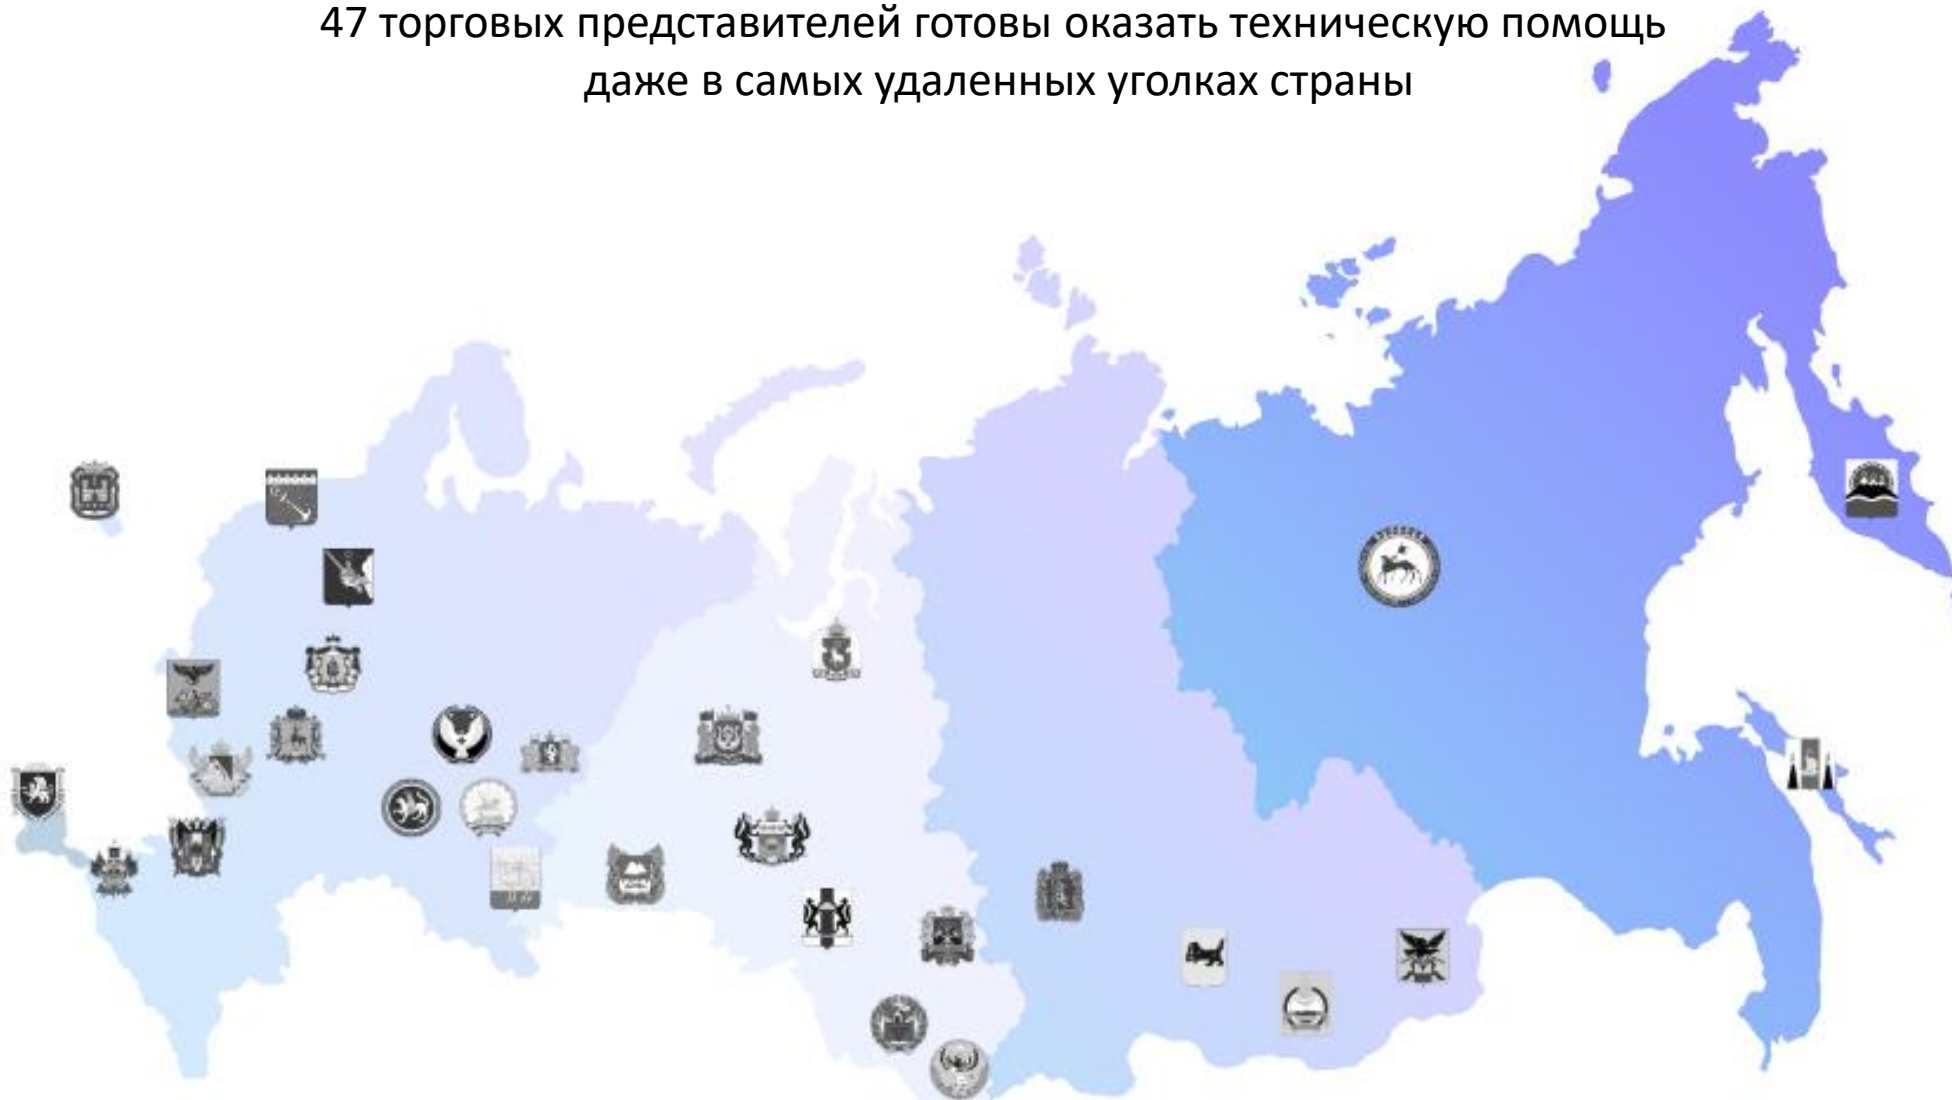 47 торговых представителей готовы оказать техническую помощь
даже в самых удаленных уголках страны